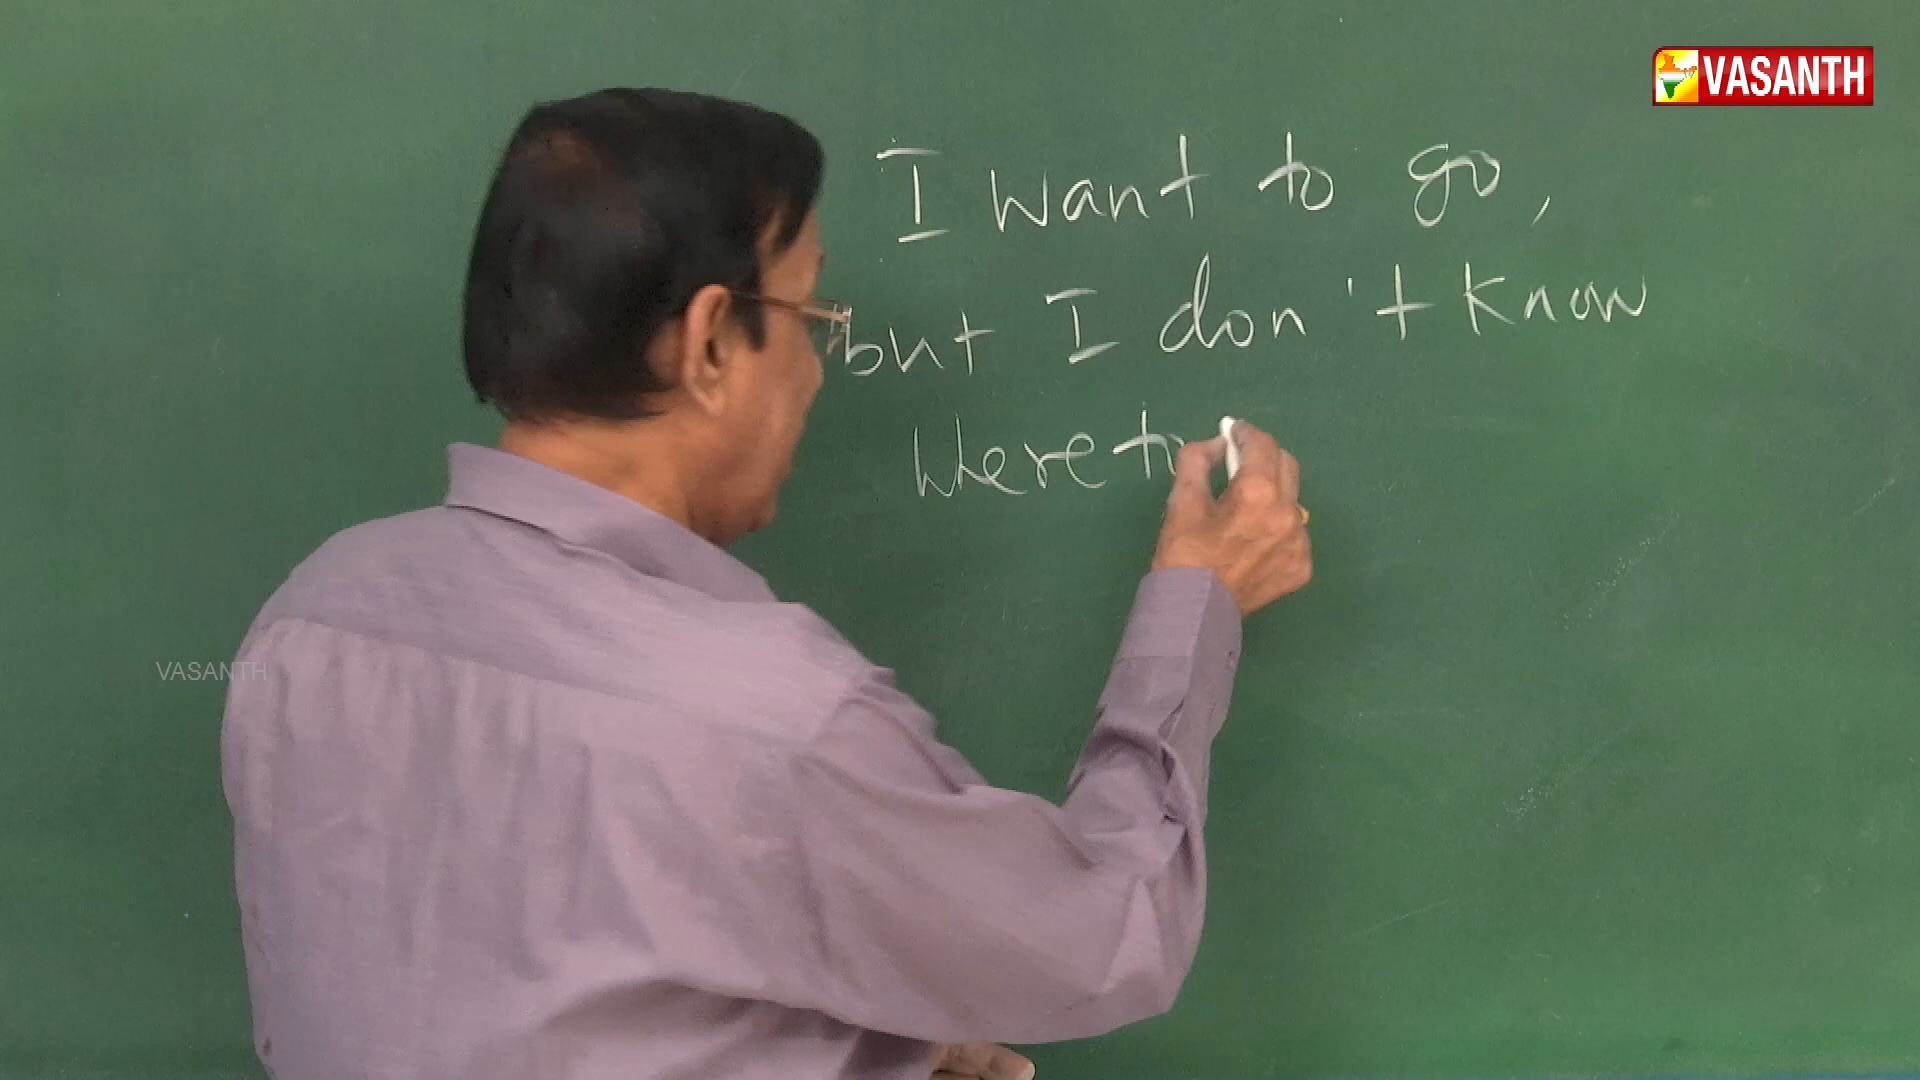 VASANTH
I want to go,
but I don't know
Where to
VASANTH